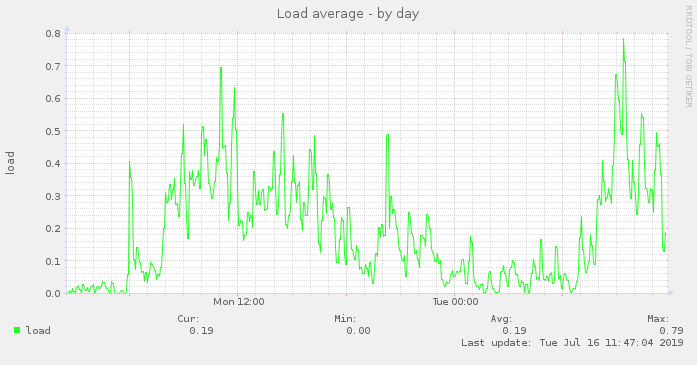 Load average - by day
RRDTOOL / TOBI OETIKER
load
0.8
0.7
0.6
0.5
0.4
0.3
0.2
0.1
0.0
Mon 12:00 Tue 00:00
Cur: Min: Avg: Max:
load 0.19 0.00 0.19 0.79
Last update: Tue Jul 16 11:47:04 2019